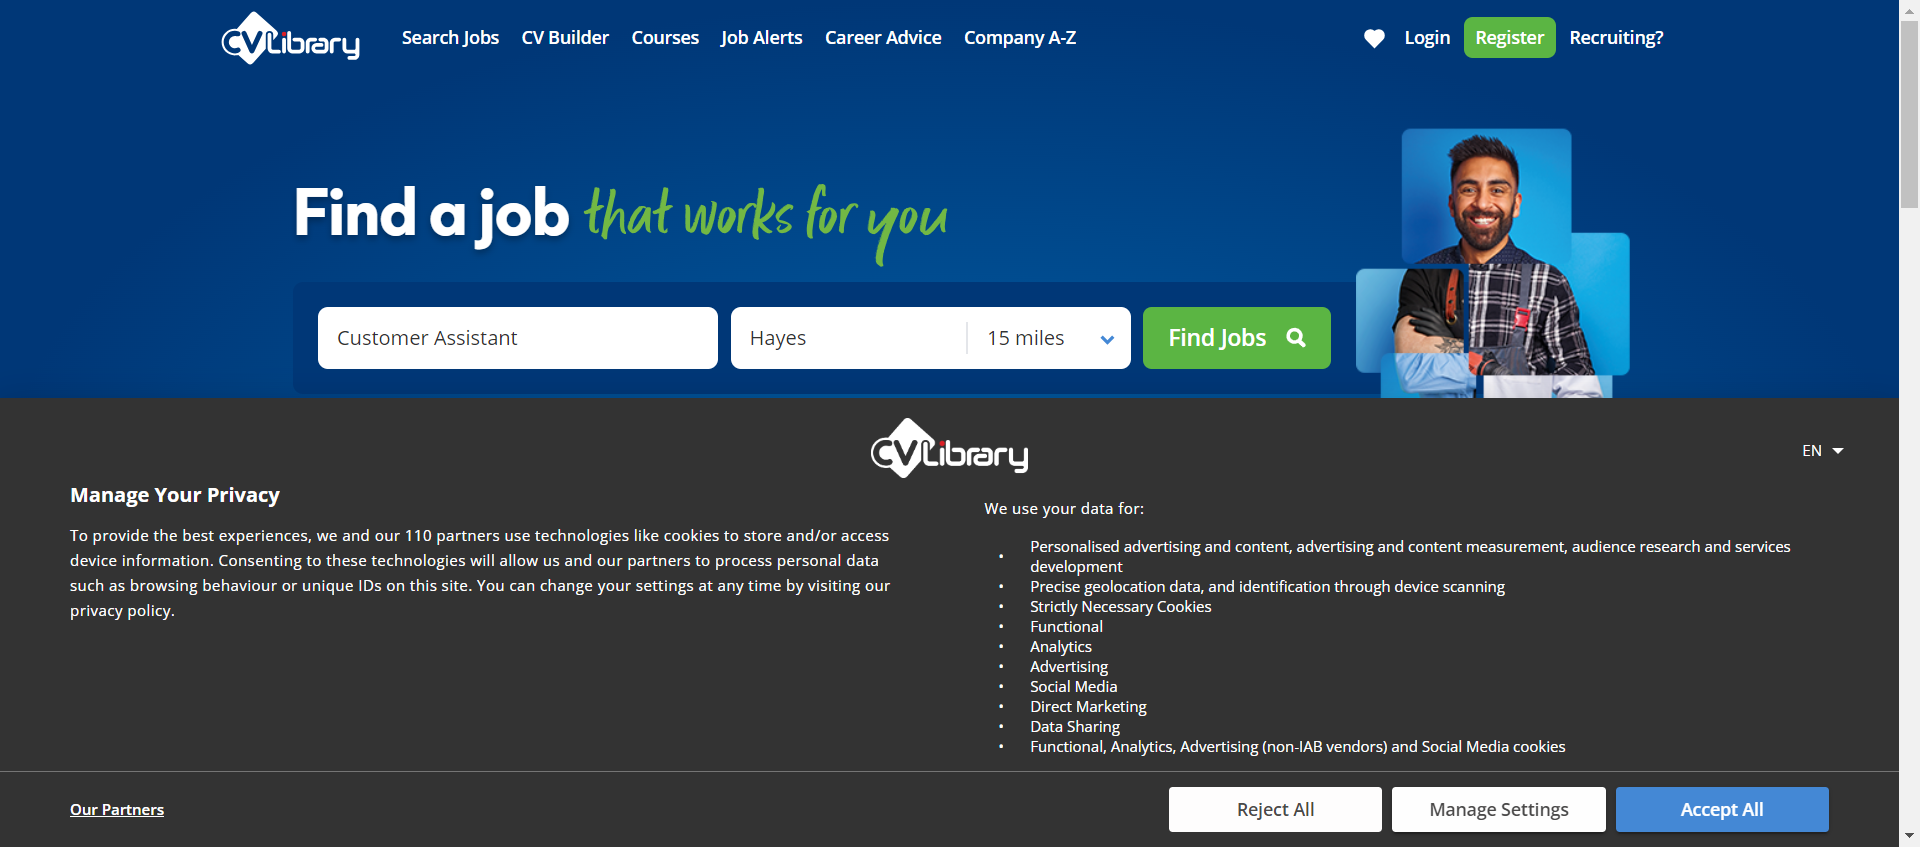 CVLibrary
Search Jobs
CV Builder
Courses
Job Alerts
Career Advice
Company A-Z
Login
Register
Recruiting?
Find a job that works for you
Customer Assistant
Hayes
15 miles
Find Jobs
CVLibrary
EN
Manage Your Privacy
To provide the best experiences, we and our 110 partners use technologies like cookies to store and/or access
device information. Consenting to these technologies will allow us and our partners to process personal data
such as browsing behaviour or unique IDs on this site. You can change your settings at any time by visiting our
privacy policy.
We use your data for:
• Personalised advertising and content, advertising and content measurement, audience research and services
development
• Precise geolocation data, and identification through device scanning
• Strictly Necessary Cookies
• Functional
• Analytics
• Advertising
• Social Media
• Direct Marketing
• Data Sharing
• Functional, Analytics, Advertising (non-IAB vendors) and Social Media cookies
Our Partners
Reject All
Manage Settings
Accept All